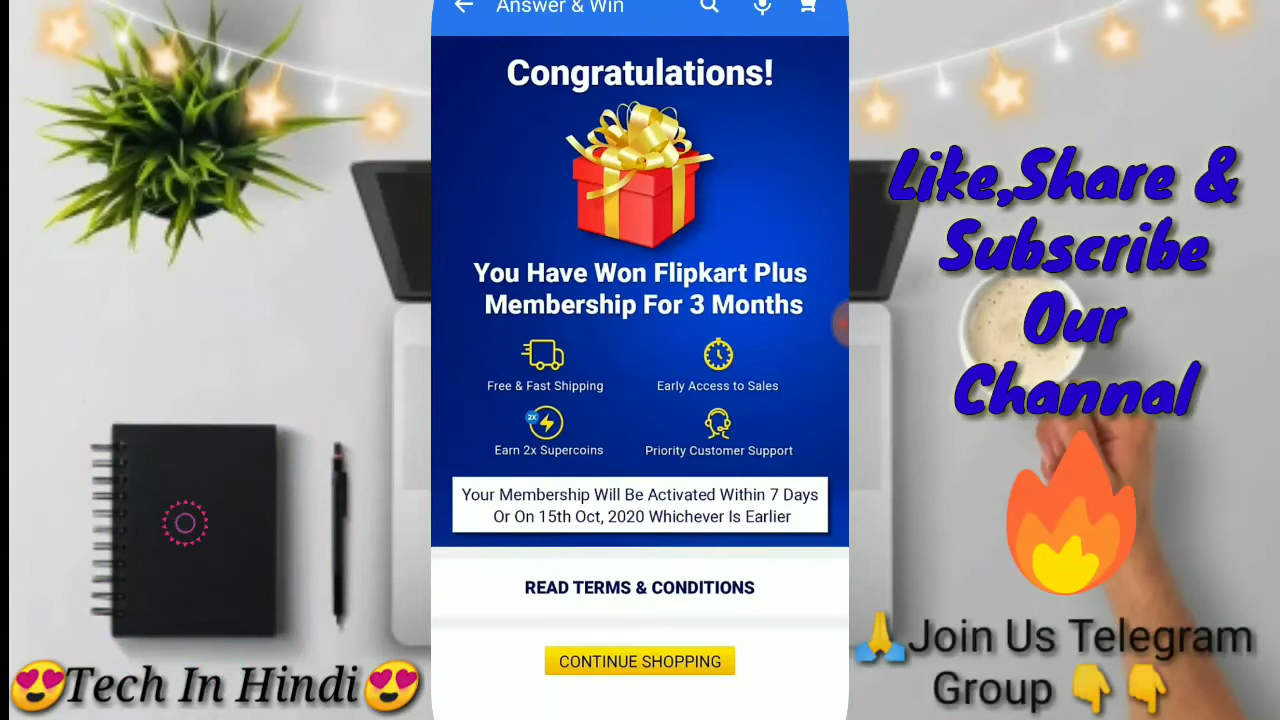 Answer & Win
Congratulations!
You Have Won Flipkart Plus
Membership For 3 Months
Free & Fast Shipping
Early Access to Sales
2X
Earn 2x Supercoins
Priority Customer Support
Your Membership Will Be Activated Within 7 Days
Or On 15th Oct, 2020 Whichever Is Earlier
READ TERMS & CONDITIONS
CONTINUE SHOPPING
Like,Share &
Subscribe
Our
Channal
🙏Join Us Telegram
Group 👇👇
😍Tech In Hindi😍